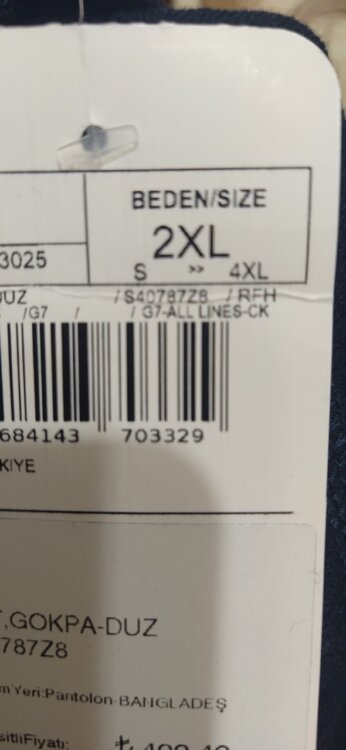 BEDEN/SIZE
2XL
3025
S >> 4XL
DUZ /S40787Z8 /RFH
/G7 / / G7-ALL LINES-CK
684143 703329
KIYE
,GOKPA-DUZ
787Z8
m Yeri:Pantolon-BANGLADEŞ
sitliFiyatı: